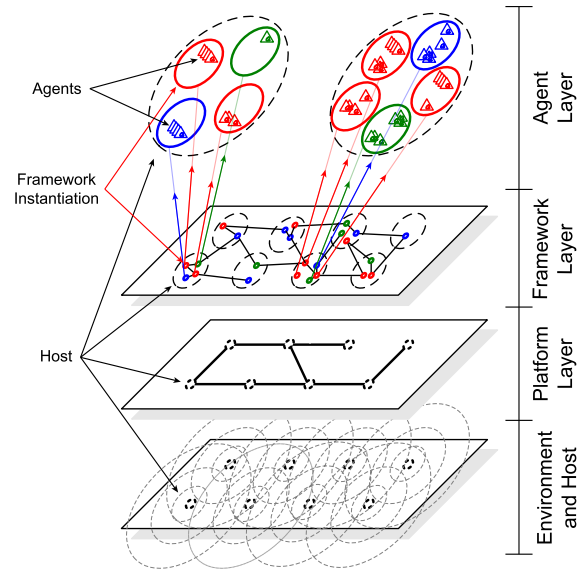 Agents
Framework
Instantiation
Host
Agent
Layer
Framework
Layer
Platform
Layer
Environment
and Host